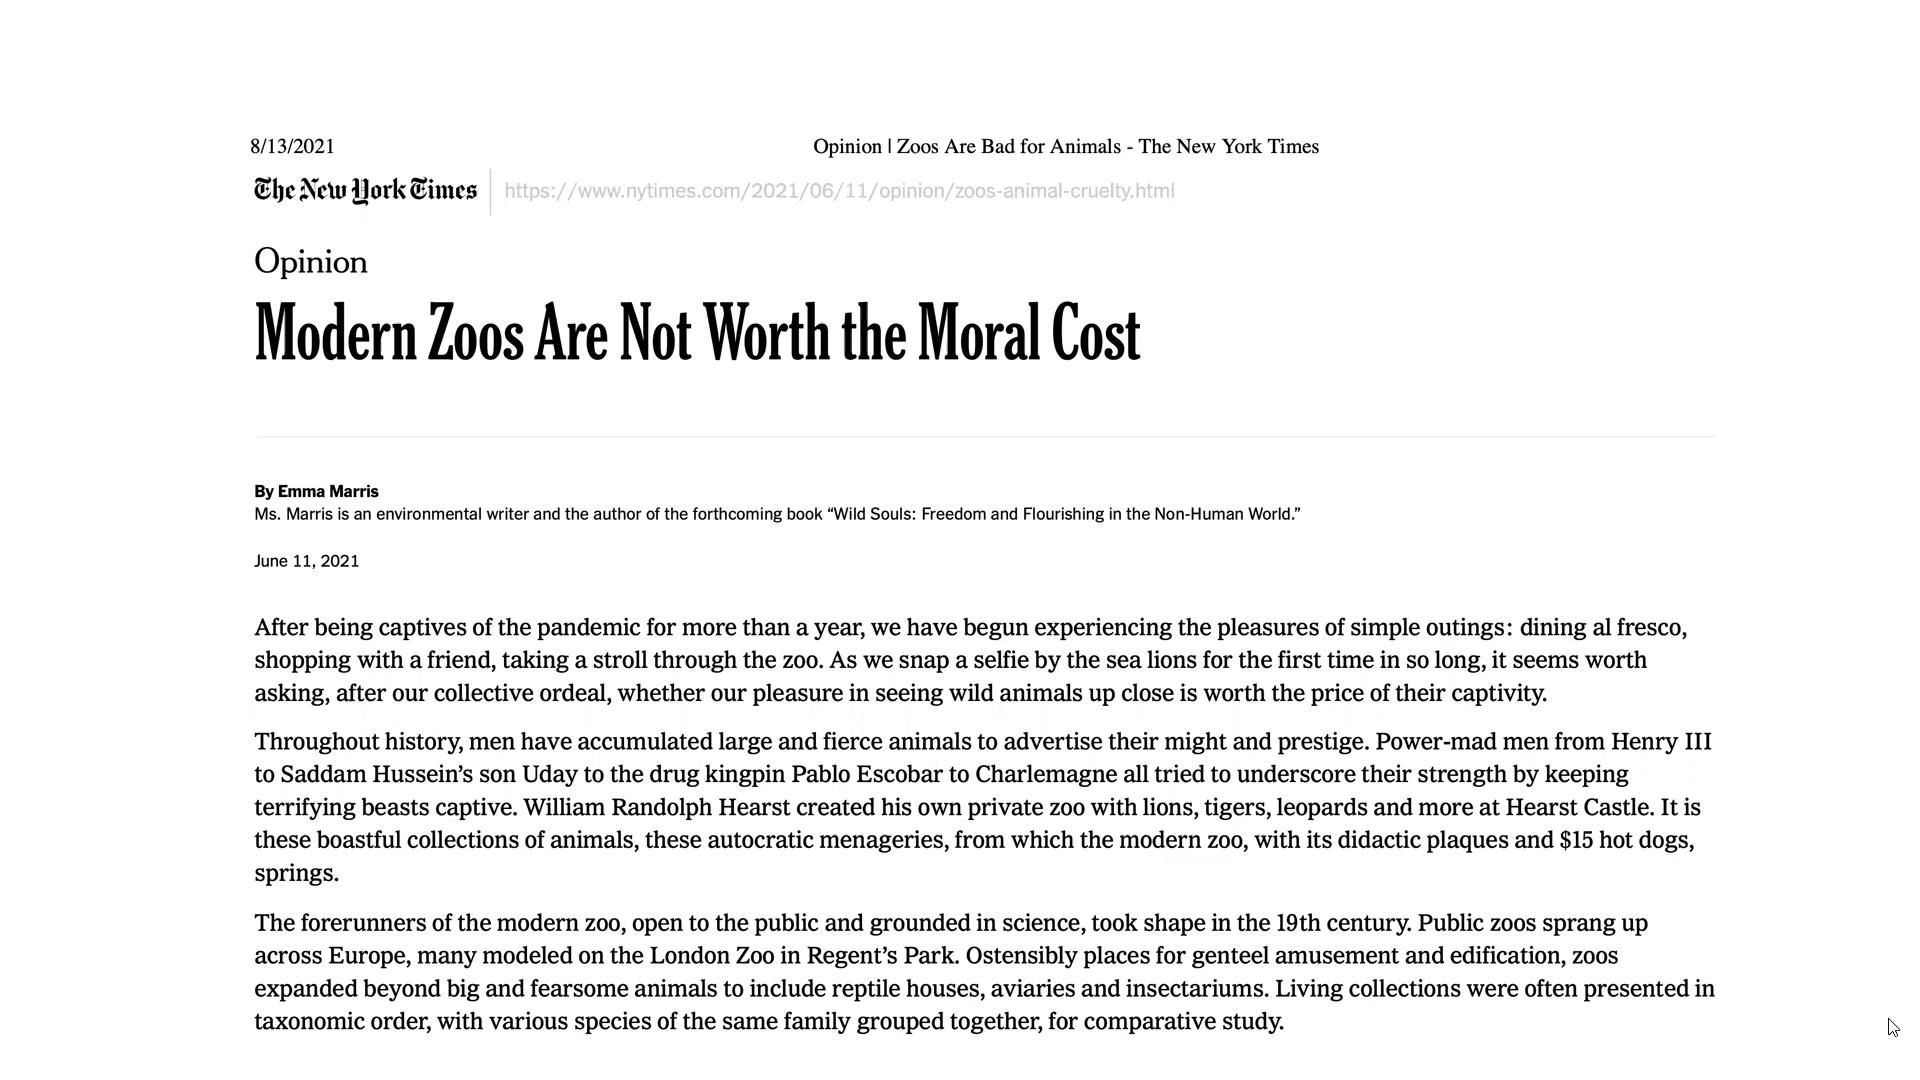 8/13/2021
Opinion | Zoos Are Bad for Animals - The New York Times
The New York Times
https://www.nytimes.com/2021/06/11/opinion/zoos-animal-cruelty.html
Opinion
Modern Zoos Are Not Worth the Moral Cost
By Emma Marris
Ms. Marris is an environmental writer and the author of the forthcoming book “Wild Souls: Freedom and Flourishing in the Non-Human World.”
June 11, 2021
After being captives of the pandemic for more than a year, we have begun experiencing the pleasures of simple outings: dining al fresco,
shopping with a friend, taking a stroll through the zoo. As we snap a selfie by the sea lions for the first time in so long, it seems worth
asking, after our collective ordeal, whether our pleasure in seeing wild animals up close is worth the price of their captivity.
Throughout history, men have accumulated large and fierce animals to advertise their might and prestige. Power-mad men from Henry III
to Saddam Hussein’s son Uday to the drug kingpin Pablo Escobar to Charlemagne all tried to underscore their strength by keeping
terrifying beasts captive. William Randolph Hearst created his own private zoo with lions, tigers, leopards and more at Hearst Castle. It is
these boastful collections of animals, these autocratic menageries, from which the modern zoo, with its didactic plaques and $15 hot dogs,
springs.
The forerunners of the modern zoo, open to the public and grounded in science, took shape in the 19th century. Public zoos sprang up
across Europe, many modeled on the London Zoo in Regent’s Park. Ostensibly places for genteel amusement and edification, zoos
expanded beyond big and fearsome animals to include reptile houses, aviaries and insectariums. Living collections were often presented in
taxonomic order, with various species of the same family grouped together, for comparative study.